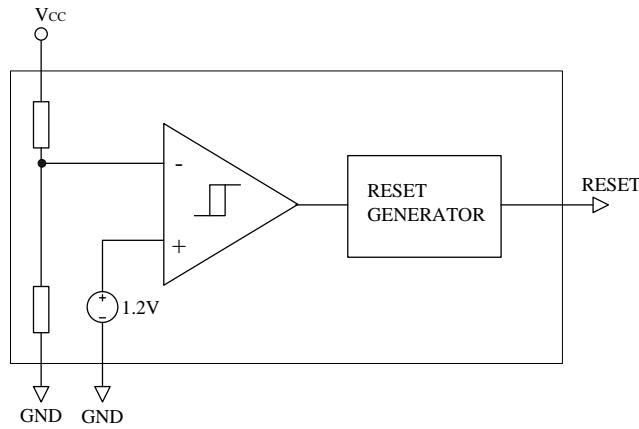 VCC
-
RESET
GENERATOR
RESET
+
+
1.2V
−
GND
GND